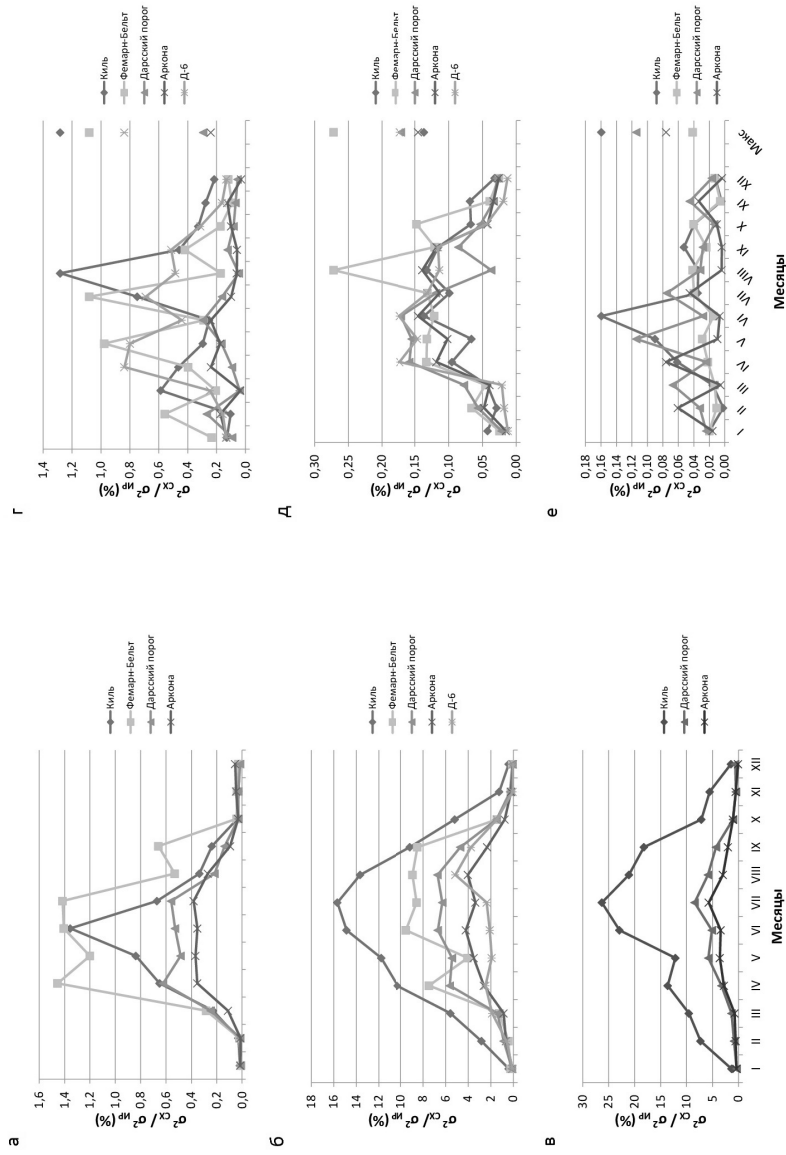 а
σ²СХ / σ²ИР (%)
1,6
1,4
1,2
1,0
0,8
0,6
0,4
0,2
0,0
Киль
Фемарн-Бельт
Дарсский порог
Аркона
б
σ²СХ / σ²ИР (%)
18
16
14
12
10
8
6
4
2
0
Киль
Фемарн-Бельт
Дарсский порог
Аркона
Д-6
в
σ²СХ / σ²ИР (%)
30
25
20
15
10
5
0
I II III IV V VI VII VIII IX X XI XII
Месяцы
Киль
Дарсский порог
Аркона
г
σ²СХ / σ²ИР (%)
1,4
1,2
1,0
0,8
0,6
0,4
0,2
0,0
Киль
Фемарн-Бельт
Дарсский порог
Аркона
Д-6
д
σ²СХ / σ²ИР (%)
0,30
0,25
0,20
0,15
0,10
0,05
0,00
Киль
Фемарн-Бельт
Дарсский порог
Аркона
Д-6
е
σ²СХ / σ²ИР (%)
0,18
0,16
0,14
0,12
0,10
0,08
0,06
0,04
0,02
0,00
I II III IV V VI VII VIII IX X XI XII Макс
Месяцы
Киль
Фемарн-Бельт
Дарсский порог
Аркона